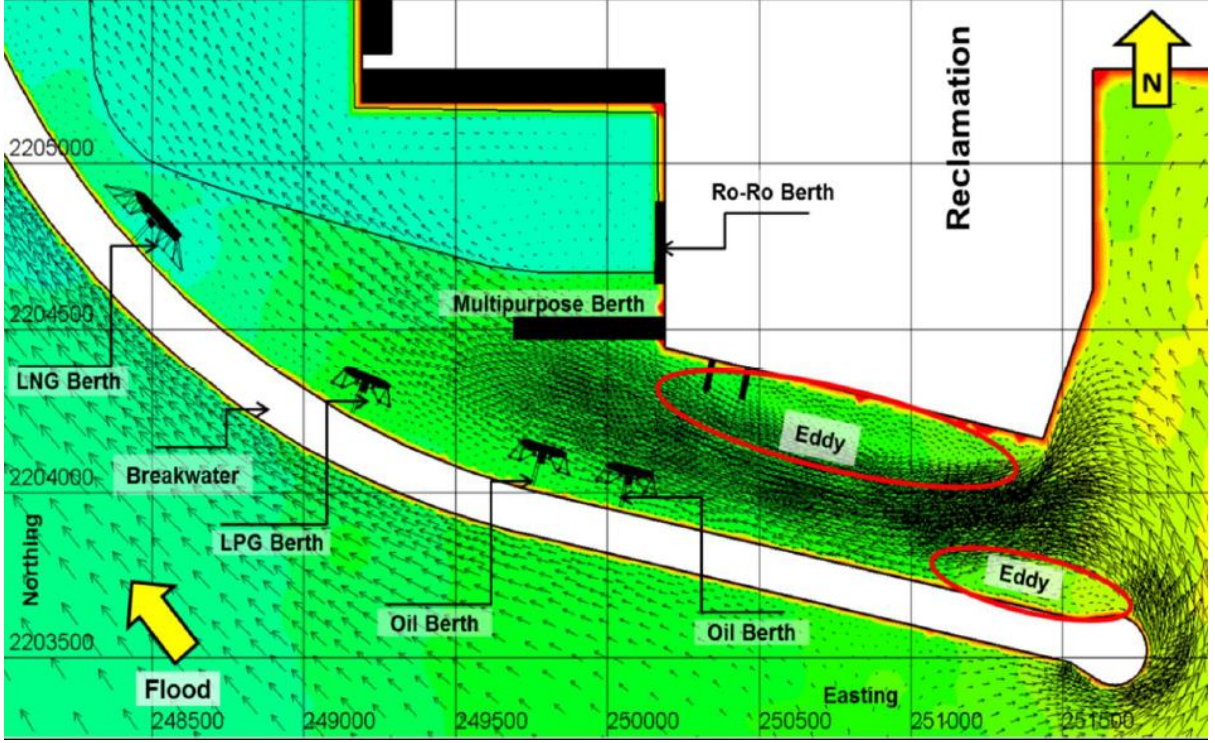 N
Reclamation
2205000
Ro-Ro Berth
Multipurpose Berth
2204500
LNG Berth
Eddy
Breakwater
2204000
LPG Berth
Northing
Eddy
Oil Berth
Oil Berth
2203500
Flood
Easting
248500
249000
249500
250000
250500
251000
251500